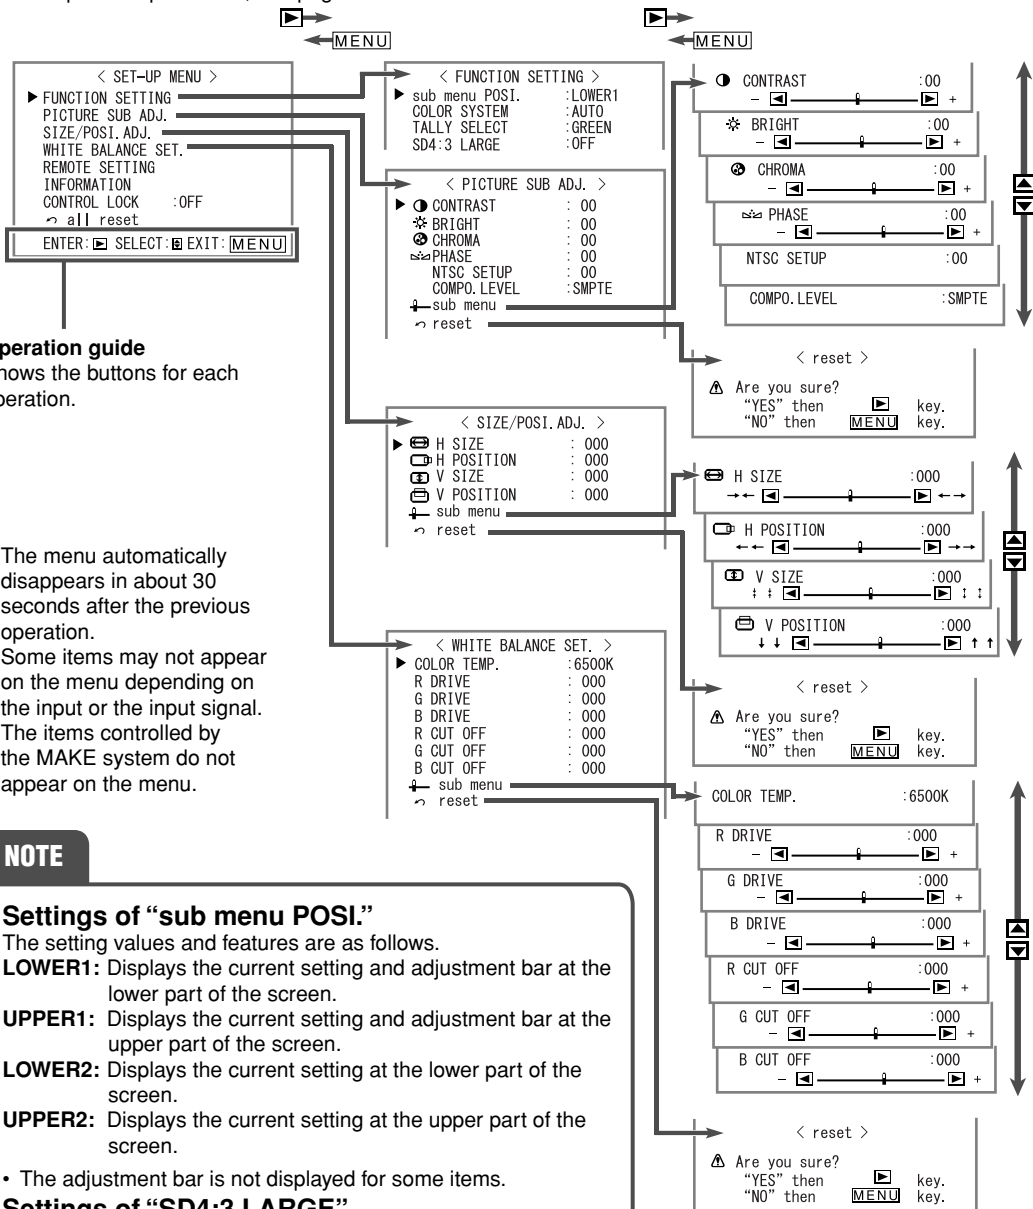 MENU
MENU
< SET-UP MENU >
FUNCTION SETTING
PICTURE SUB ADJ.
SIZE/POSI. ADJ.
WHITE BALANCE SET.
REMOTE SETTING
INFORMATION
CONTROL LOCK :OFF
all reset
ENTER: SELECT: EXIT: MENU
peration guide
hows the buttons for each
peration.
< FUNCTION SETTING >
sub menu POSI. :LOWER1
COLOR SYSTEM :AUTO
TALLY SELECT :GREEN
SD4:3 LARGE :OFF
< PICTURE SUB ADJ. >
CONTRAST : 00
BRIGHT : 00
CHROMA : 00
PHASE : 00
NTSC SETUP : 00
COMPO. LEVEL :SMPTE
sub menu
reset
CONTRAST :00
- +
BRIGHT :00
- +
CHROMA :00
- +
PHASE :00
- +
NTSC SETUP :00
COMPO. LEVEL :SMPTE
< reset >
Are you sure?
“YES” then key.
“NO” then MENU key.
< SIZE/POSI. ADJ. >
H SIZE : 000
H POSITION : 000
V SIZE : 000
V POSITION : 000
sub menu
reset
H SIZE :000
→← ←→
H POSITION :000
←← →→
V SIZE :000
V POSITION :000
↓↓ ↑↑
< reset >
Are you sure?
“YES” then key.
“NO” then MENU key.
The menu automatically
disappears in about 30
seconds after the previous
operation.
Some items may not appear
on the menu depending on
the input or the input signal.
The items controlled by
the MAKE system do not
appear on the menu.
< WHITE BALANCE SET. >
COLOR TEMP. :6500K
R DRIVE : 000
G DRIVE : 000
B DRIVE : 000
R CUT OFF : 000
G CUT OFF : 000
B CUT OFF : 000
sub menu
reset
COLOR TEMP. :6500K
R DRIVE :000
- +
G DRIVE :000
- +
B DRIVE :000
- +
R CUT OFF :000
- +
G CUT OFF :000
- +
B CUT OFF :000
- +
< reset >
Are you sure?
“YES” then key.
“NO” then MENU key.
NOTE
Settings of “sub menu POSI.”
The setting values and features are as follows.
LOWER1: Displays the current setting and adjustment bar at the
lower part of the screen.
UPPER1: Displays the current setting and adjustment bar at the
upper part of the screen.
LOWER2: Displays the current setting at the lower part of the
screen.
UPPER2: Displays the current setting at the upper part of the
screen.
• The adjustment bar is not displayed for some items.
Settings of “SD4:3 LARGE”